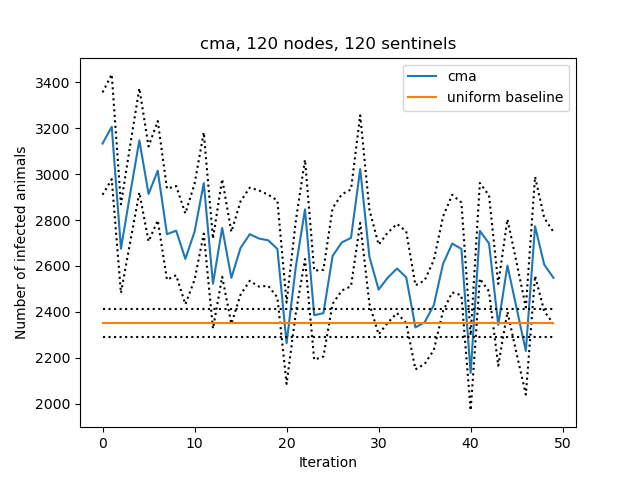 cma, 120 nodes, 120 sentinels
cma
uniform baseline
Number of infected animals
3400
3200
3000
2800
2600
2400
2200
2000
0 10 20 30 40 50
Iteration